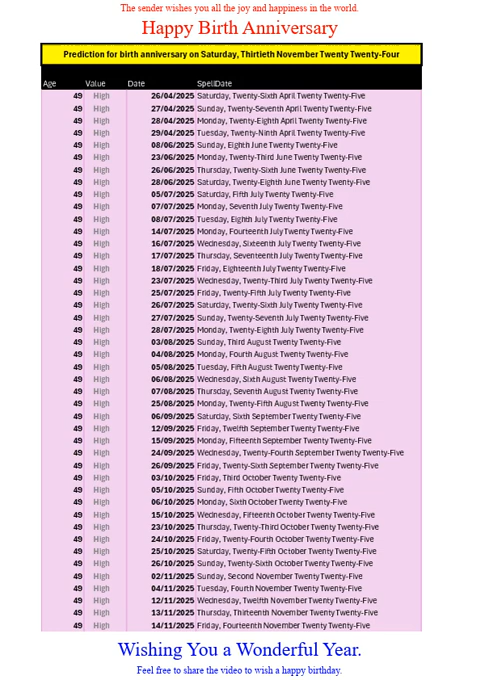 The sender wishes you all the joy and happiness in the world.
Happy Birth Anniversary
Prediction for birth anniversary on Saturday, Thirtieth November Twenty Twenty-Four
Age Value Date SpellDate
49 High 26/04/2025 Saturday, Twenty-Sixth April Twenty Twenty-Five
49 High 27/04/2025 Sunday, Twenty-Seventh April Twenty Twenty-Five
49 High 28/04/2025 Monday, Twenty-Eighth April Twenty Twenty-Five
49 High 29/04/2025 Tuesday, Twenty-Ninth April Twenty Twenty-Five
49 High 08/06/2025 Sunday, Eighth June Twenty Twenty-Five
49 High 23/06/2025 Monday, Twenty-Third June Twenty Twenty-Five
49 High 26/06/2025 Thursday, Twenty-Sixth June Twenty Twenty-Five
49 High 28/06/2025 Saturday, Twenty-Eighth June Twenty Twenty-Five
49 High 05/07/2025 Saturday, Fifth July Twenty Twenty-Five
49 High 07/07/2025 Monday, Seventh July Twenty Twenty-Five
49 High 08/07/2025 Tuesday, Eighth July Twenty Twenty-Five
49 High 14/07/2025 Monday, Fourteenth July Twenty Twenty-Five
49 High 16/07/2025 Wednesday, Sixteenth July Twenty Twenty-Five
49 High 17/07/2025 Thursday, Seventeenth July Twenty Twenty-Five
49 High 18/07/2025 Friday, Eighteenth July Twenty Twenty-Five
49 High 23/07/2025 Wednesday, Twenty-Third July Twenty Twenty-Five
49 High 25/07/2025 Friday, Twenty-Fifth July Twenty Twenty-Five
49 High 26/07/2025 Saturday, Twenty-Sixth July Twenty Twenty-Five
49 High 27/07/2025 Sunday, Twenty-Seventh July Twenty Twenty-Five
49 High 28/07/2025 Monday, Twenty-Eighth July Twenty Twenty-Five
49 High 03/08/2025 Sunday, Third August Twenty Twenty-Five
49 High 04/08/2025 Monday, Fourth August Twenty Twenty-Five
49 High 05/08/2025 Tuesday, Fifth August Twenty Twenty-Five
49 High 06/08/2025 Wednesday, Sixth August Twenty Twenty-Five
49 High 07/08/2025 Thursday, Seventh August Twenty Twenty-Five
49 High 25/08/2025 Monday, Twenty-Fifth August Twenty Twenty-Five
49 High 06/09/2025 Saturday, Sixth September Twenty Twenty-Five
49 High 12/09/2025 Friday, Twelfth September Twenty Twenty-Five
49 High 15/09/2025 Monday, Fifteenth September Twenty Twenty-Five
49 High 24/09/2025 Wednesday, Twenty-Fourth September Twenty Twenty-Five
49 High 26/09/2025 Friday, Twenty-Sixth September Twenty Twenty-Five
49 High 03/10/2025 Friday, Third October Twenty Twenty-Five
49 High 05/10/2025 Sunday, Fifth October Twenty Twenty-Five
49 High 06/10/2025 Monday, Sixth October Twenty Twenty-Five
49 High 15/10/2025 Wednesday, Fifteenth October Twenty Twenty-Five
49 High 23/10/2025 Thursday, Twenty-Third October Twenty Twenty-Five
49 High 24/10/2025 Friday, Twenty-Fourth October Twenty Twenty-Five
49 High 25/10/2025 Saturday, Twenty-Fifth October Twenty Twenty-Five
49 High 26/10/2025 Sunday, Twenty-Sixth October Twenty Twenty-Five
49 High 02/11/2025 Sunday, Second November Twenty Twenty-Five
49 High 04/11/2025 Tuesday, Fourth November Twenty Twenty-Five
49 High 12/11/2025 Wednesday, Twelfth November Twenty Twenty-Five
49 High 13/11/2025 Thursday, Thirteenth November Twenty Twenty-Five
49 High 14/11/2025 Friday, Fourteenth November Twenty Twenty-Five
Wishing You a Wonderful Year.
Feel free to share the video to wish a happy birthday.